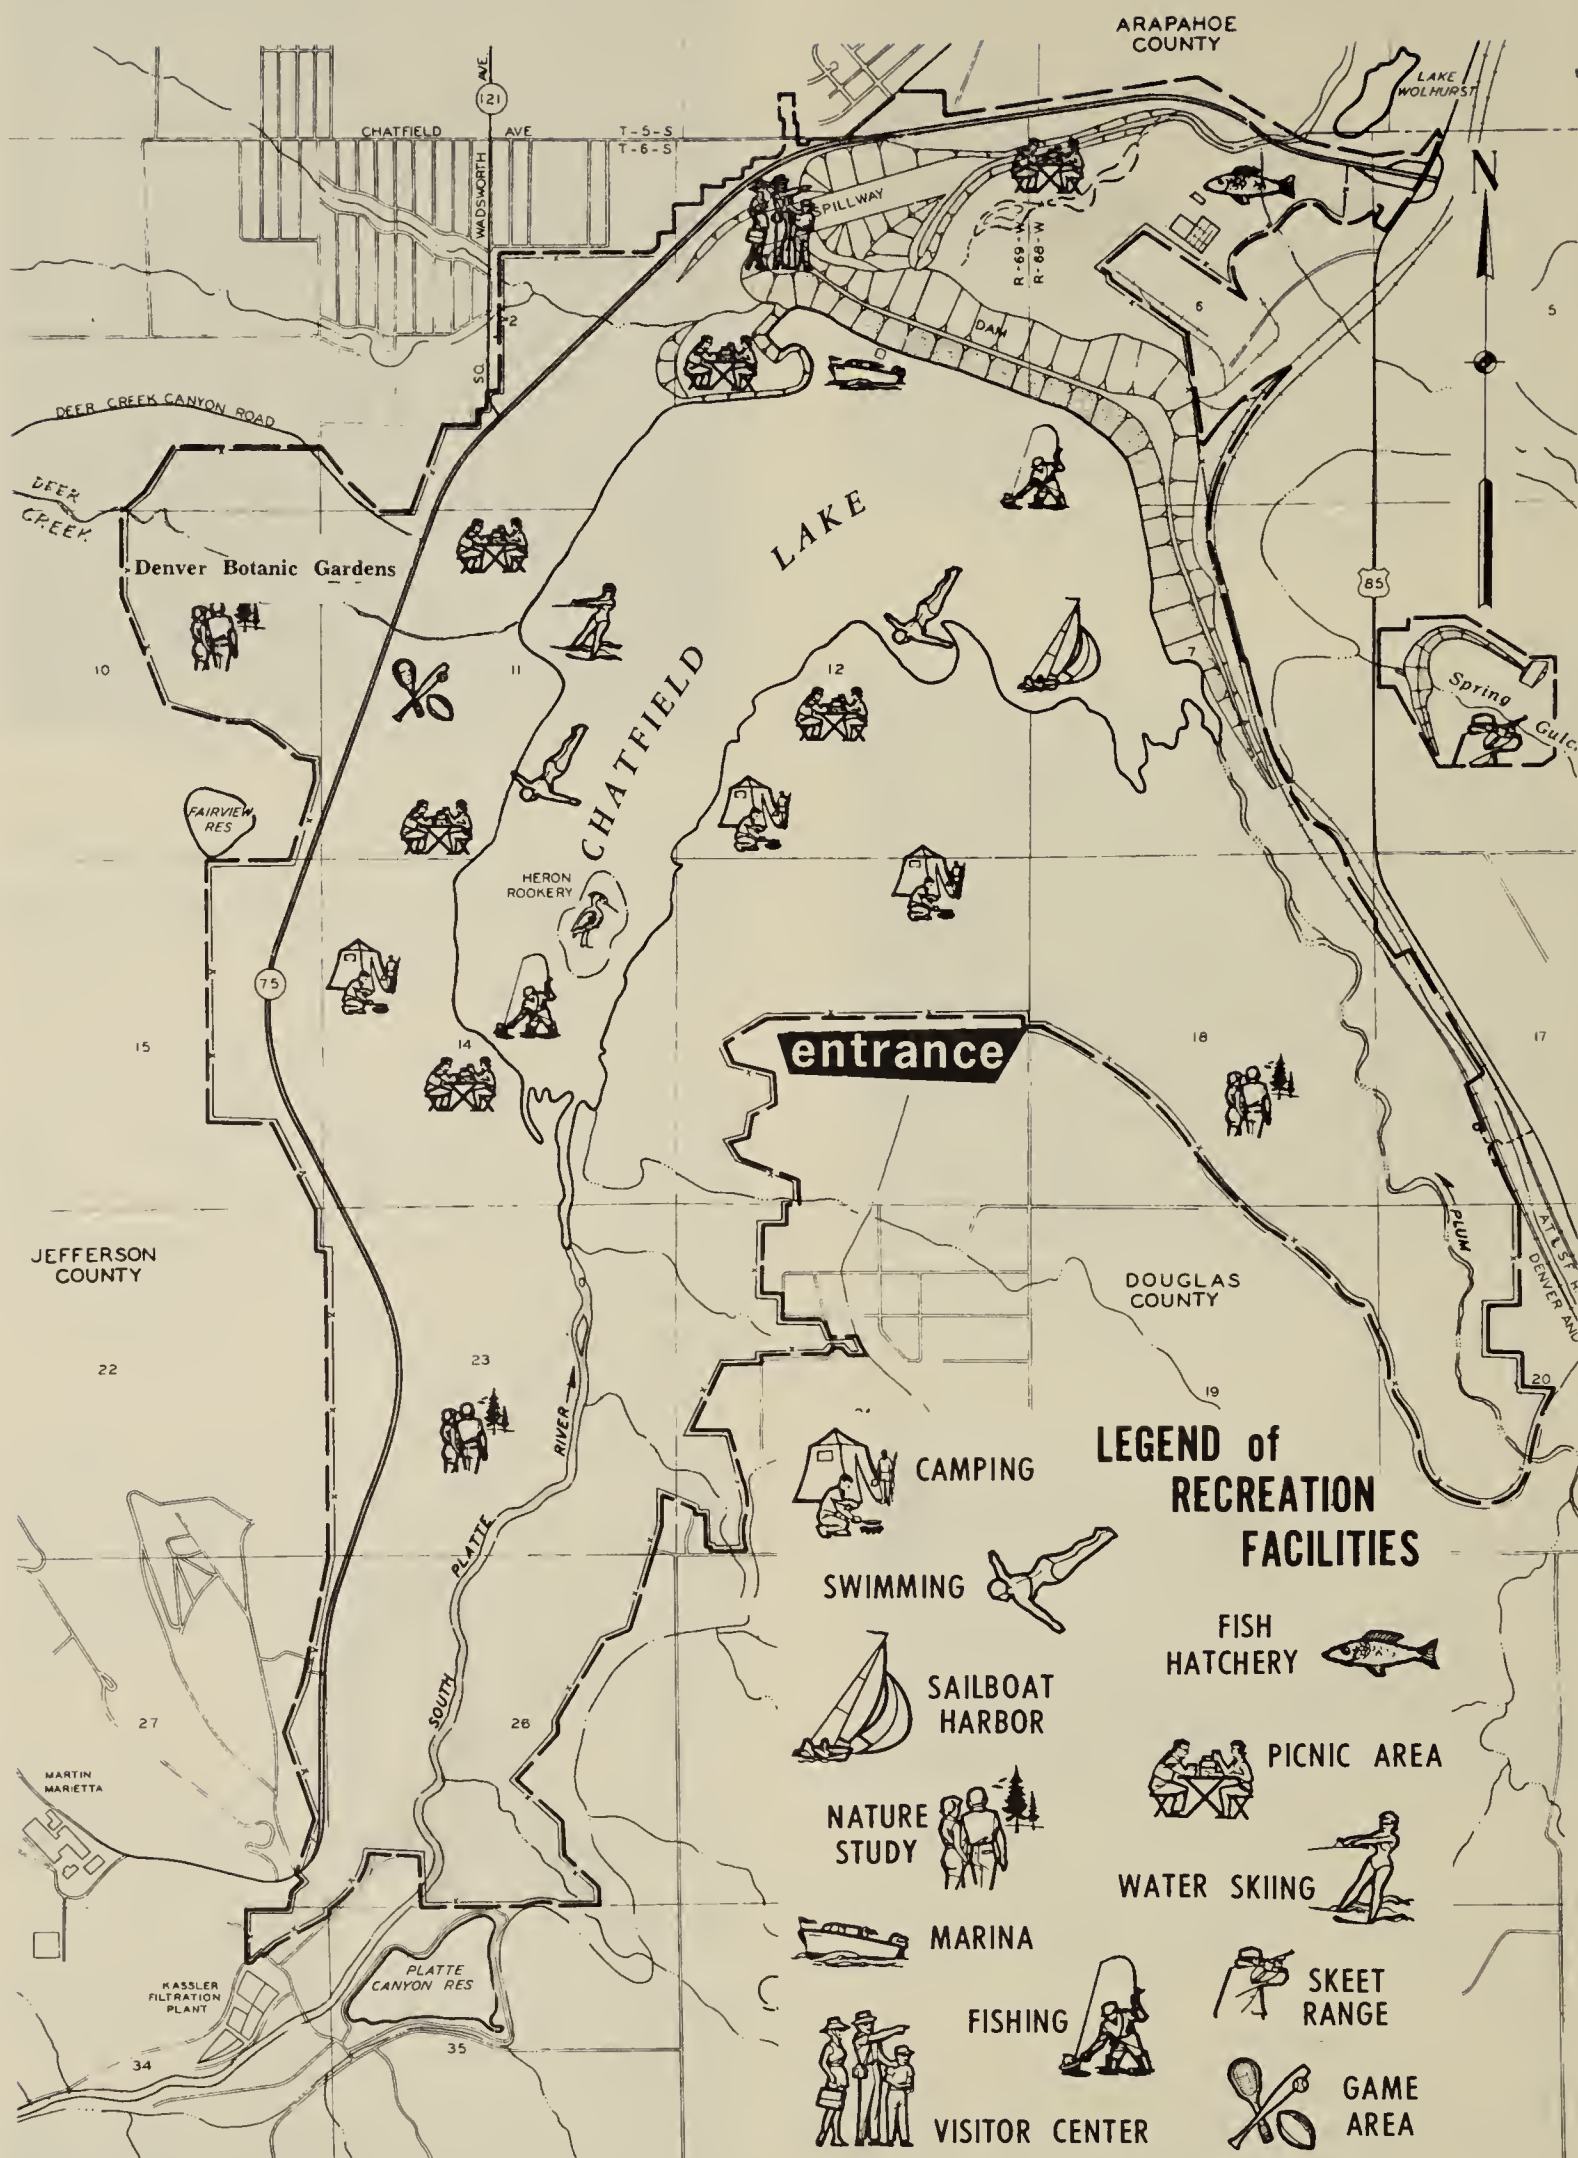 ARAPAHOE
COUNTY
LAKE
WOLHURST
121
AVE.
CHATFIELD AVE
T-5-S
T-6-S
WADSWORTH
SO.
SPILLWAY
R-69-W
R-68-W
N
2
6
5
DAM
DEER CREEK CANYON ROAD
DEER
CREEK
Denver Botanic Gardens
LAKE
CHATFIELD
85
10
11
12
7
Spring
FAIRVIEW
RES
HERON
ROOKERY
75
15
14
entrance
18
17
JEFFERSON
COUNTY
DOUGLAS
COUNTY
PLUM
AT & SF
DENVER AND
22
23
19
20
SOUTH PLATTE RIVER
27
26
MARTIN
MARIETTA
KASSLER
FILTRATION
PLANT
PLATTE
CANYON RES
34
35
LEGEND of
RECREATION
FACILITIES
CAMPING
SWIMMING
FISH
HATCHERY
SAILBOAT
HARBOR
PICNIC AREA
NATURE
STUDY
WATER SKIING
MARINA
SKEET
RANGE
FISHING
GAME
AREA
VISITOR CENTER